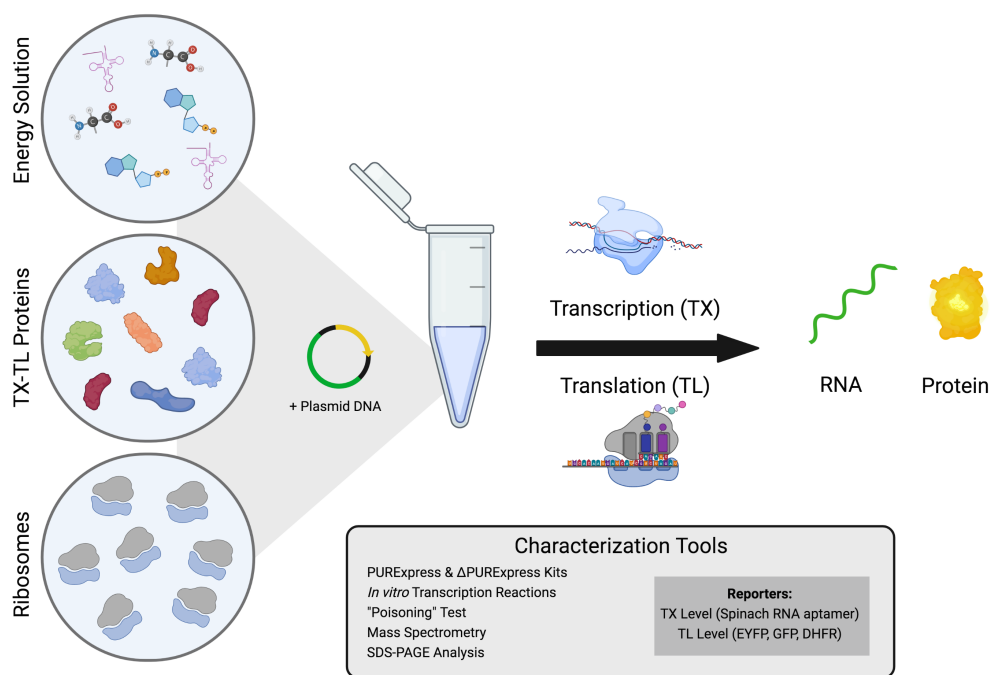 Energy Solution
TX-TL Proteins
Ribosomes
+ Plasmid DNA
Transcription (TX)
Translation (TL)
RNA
Protein
Characterization Tools
PURExpress & ΔPURExpress Kits
In vitro Transcription Reactions
"Poisoning" Test
Mass Spectrometry
SDS-PAGE Analysis
Reporters:
TX Level (Spinach RNA aptamer)
TL Level (EYFP, GFP, DHFR)